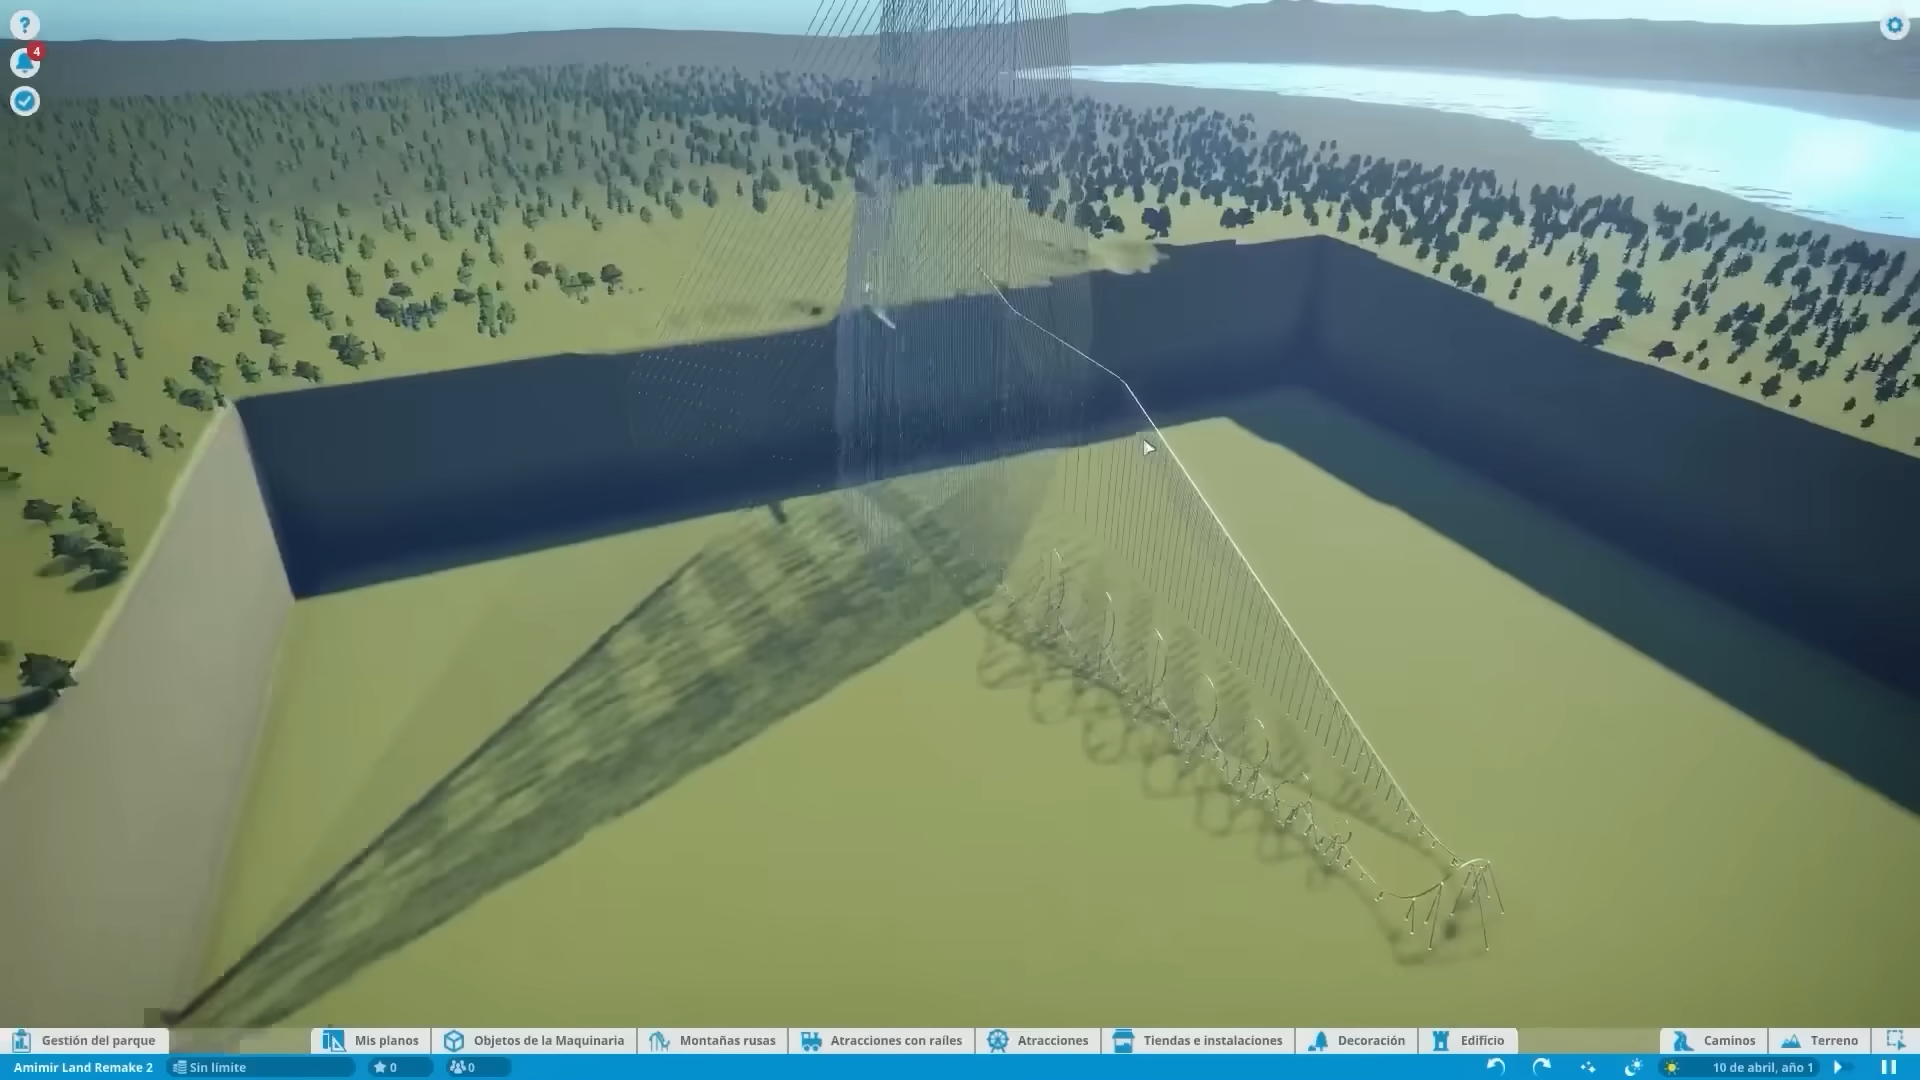 ?
4
Gestión del parque
Mis planos
Objetos de la Maquinaria
Montañas rusas
Atracciones con raíles
Atracciones
Tiendas e instalaciones
Decoración
Edificio
Caminos
Terreno
Amimir Land Remake 2
Sin límite
0
0
10 de abril, año 1